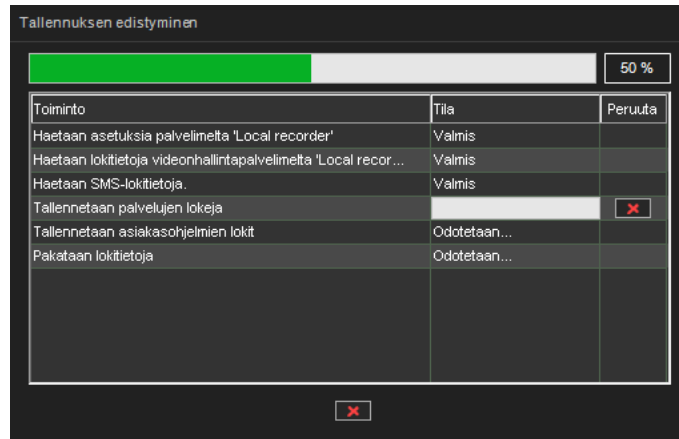 Tallennuksen edistyminen
50 %
Toiminto Tila Peruuta
Haetaan asetuksia palvelimelta 'Local recorder' Valmis
Haetaan lokitietoja videonhallintapalvelimelta 'Local recor... Valmis
Haetaan SMS-lokitietoja. Valmis
Tallennetaan palvelujen lokeja
Tallennetaan asiakasohjelmien lokit Odotetaan...
Pakataan lokitietoja Odotetaan...